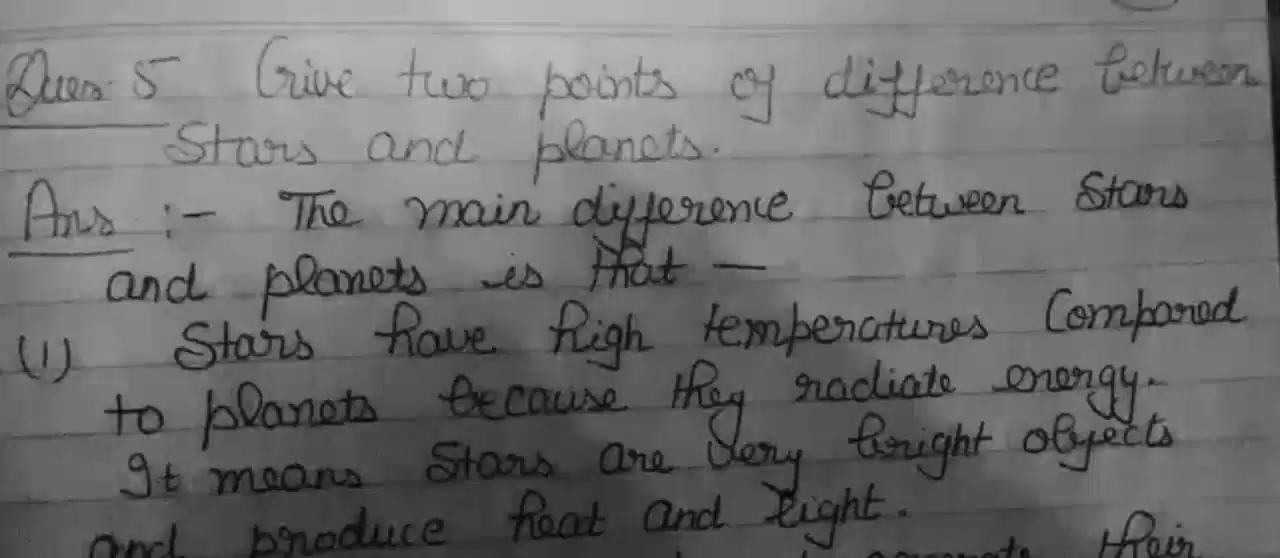 Ques. 5 Give two points of difference between
Stars and planets.
Ans :- The main difference between Stars
and planets is that —
(1) Stars have high temperatures Compared
to planets because they radiate energy.
It means Stars are very bright objects
and produce heat and light.
their